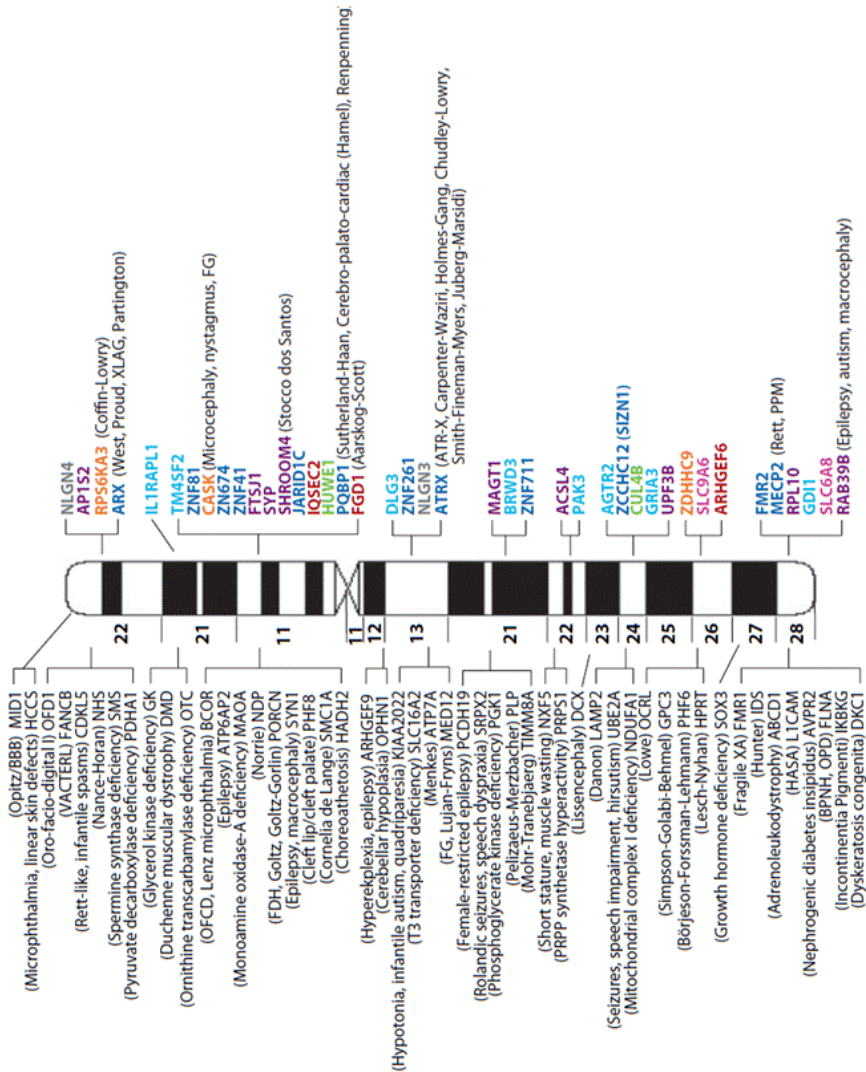 (Opitz/BBB) MID1
(Microphthalmia, linear skin defects) HCCS
(Oro-facio-digital I) OFD1
(VACTERL) FANCB
(Rett-like, infantile spasms) CDKL5
(Nance-Horan) NHS
(Spermine synthase deficiency) SMS
(Pyruvate decarboxylase deficiency) PDHA1
(Glycerol kinase deficiency) GK
(Duchenne muscular dystrophy) DMD
(Ornithine transcarbamylase deficiency) OTC
(OFCD, Lenz microphthalmia) BCOR
(Epilepsy) ATP6AP2
(Monoamine oxidase-A deficiency) MAOA
(Norrie) NDP
(FDH, Goltz, Goltz-Gorlin) PORCN
(Epilepsy, macrocephaly) SYN1
(Cleft lip/cleft palate) PHF8
(Cornelia de Lange) SMC1A
(Choreoathetosis) HADH2
(Hyperekplexia, epilepsy) ARHGEF9
(Cerebellar hypoplasia) OPHN1
(Hypotonia, infantile autism, quadriparesia) KIAA2022
(T3 transporter deficiency) SLC16A2
(Menkes) ATP7A
(FG, Lujan-Fryns) MED12
(Female-restricted epilepsy) PCDH19
(Rolandic seizures, speech dyspraxia) SRPX2
(Phosphoglycerate kinase deficiency) PGK1
(Pelizaeus-Merzbacher) PLP
(Mohr-Tranebjaerg) TIMM8A
(Short stature, muscle wasting) NXF5
(PRPP synthetase hyperactivity) PRPS1
(Lissencephaly) DCX
(Danon) LAMP2
(Seizures, speech impairment, hirsutism) UBE2A
(Mitochondrial complex I deficiency) NDUFA1
(Lowe) OCRL
(Simpson-Golabi-Behmel) GPC3
(Börjeson-Forssman-Lehmann) PHF6
(Lesch-Nyhan) HPRT
(Growth hormone deficiency) SOX3
(Fragile XA) FMR1
(Hunter) IDS
(Adrenoleukodystrophy) ABCD1
(HASA) L1CAM
(Nephrogenic diabetes insipidus) AVPR2
(BPNH, OPD) FLNA
(Incontinentia Pigmenti) IKBKG
(Dyskeratosis congenita) DKC1
22
21
11
11
12
13
21
22
23
24
25
26
27
28
NLGN4
AP1S2
RPS6KA3 (Coffin-Lowry)
ARX (West, Proud, XLAG, Partington)
IL1RAPL1
TM4SF2
ZNF81
CASK (Microcephaly, nystagmus, FG)
ZN674
ZNF41
FTSJ1
SYP
SHROOM4 (Stocco dos Santos)
JARID1C
IQSEC2
HUWE1
PQBP1 (Sutherland-Haan, Cerebro-palato-cardiac (Hamel), Renpenning)
FGD1 (Aarskog-Scott)
DLG3
ZNF261
NLGN3
ATRX (ATR-X, Carpenter-Waziri, Holmes-Gang, Chudley-Lowry,
Smith-Fineman-Myers, Juberg-Marsidi)
MAGT1
BRWD3
ZNF711
ACSL4
PAK3
AGTR2
ZCCHC12 (SIZN1)
CUL4B
GRIA3
UPF3B
ZDHHC9
SLC9A6
ARHGEF6
FMR2
MECP2 (Rett, PPM)
RPL10
GDI1
SLC6A8
RAB39B (Epilepsy, autism, macrocephaly)